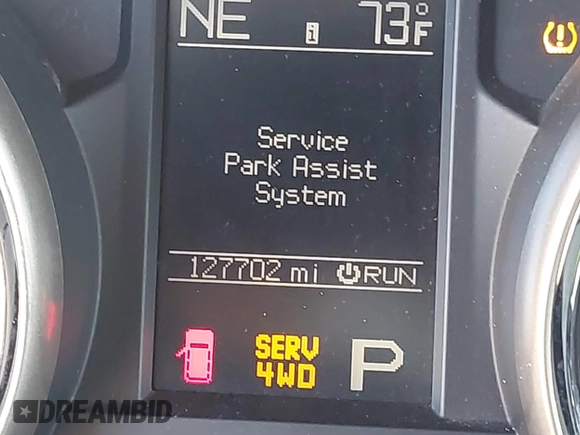 NE i 73°F
Service
Park Assist
System
127702 mi RUN
SERV
4WD P
DREAMBID